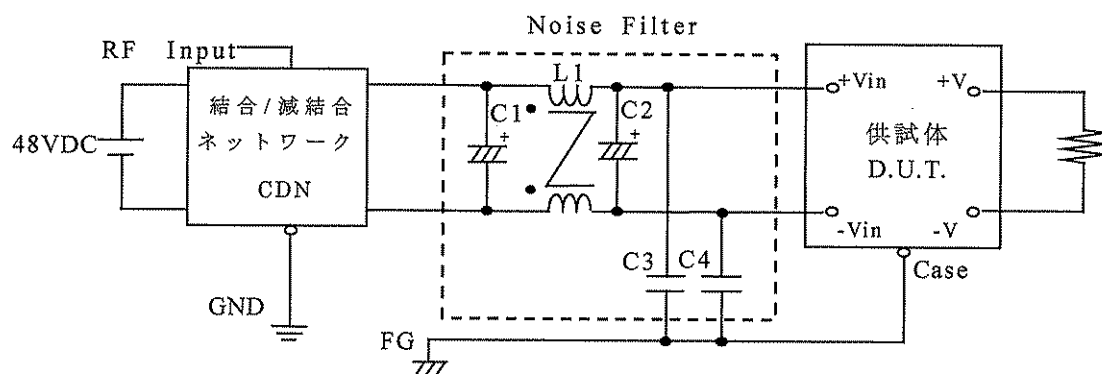 Noise Filter
RF Input
L1
+Vin
+V
結合/減結合
C1
+
C2
+
供試体
48VDC
ネットワーク
D.U.T.
CDN
-Vin
-V
C3
C4
Case
GND
FG